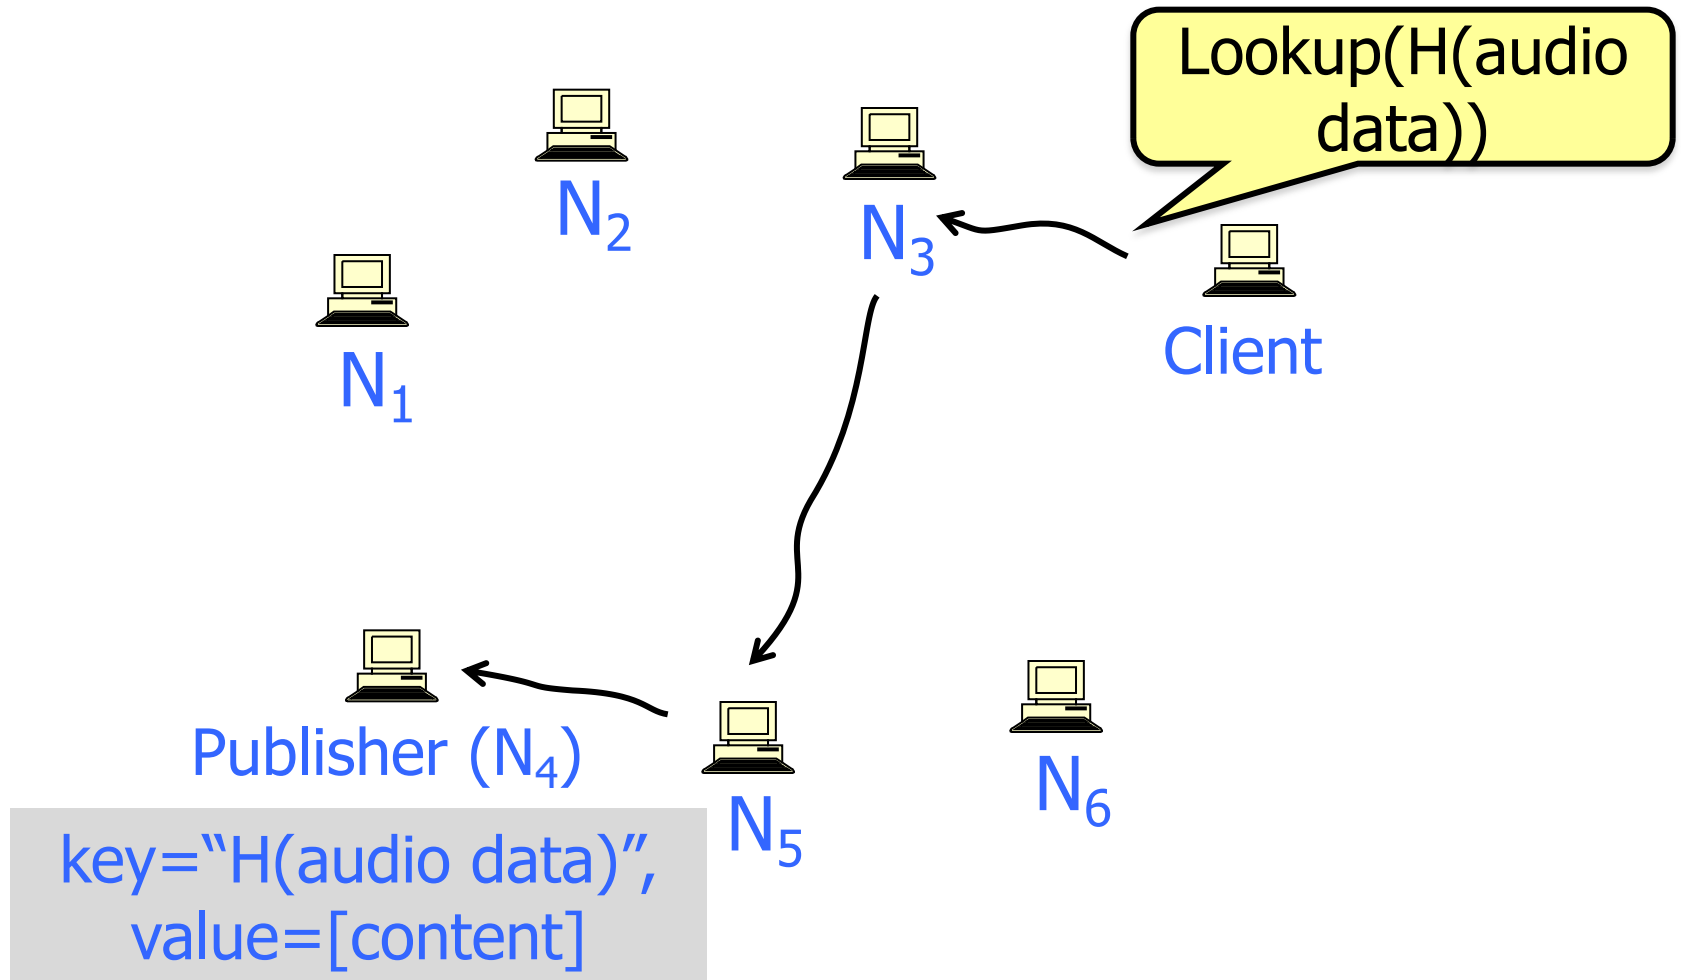 Lookup(H(audio
data))
N₂
N₃
N₁
Client
Publisher (N₄)
N₅
N₆
key=“H(audio data)”,
value=[content]